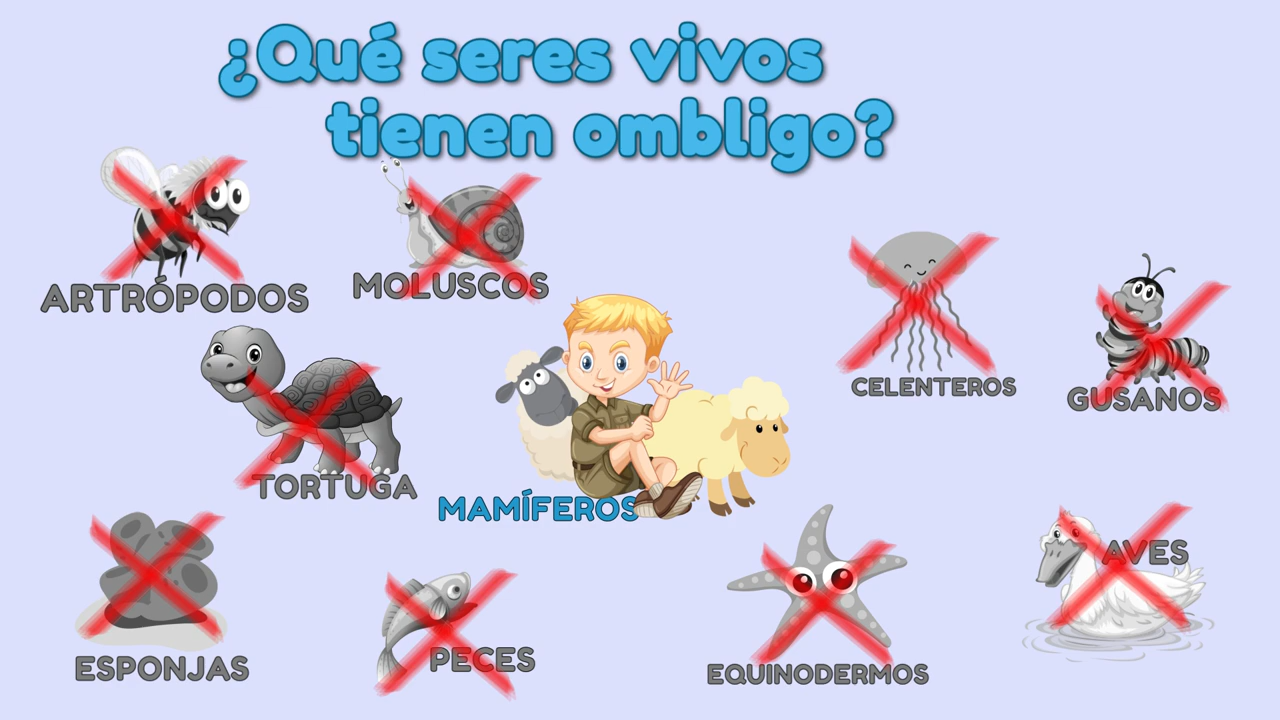 ¿Qué seres vivos
tienen ombligo?
ARTRÓPODOS
MOLUSCOS
CELENTEROS
GUSANOS
TORTUGA
MAMÍFEROS
AVES
ESPONJAS
PECES
EQUINODERMOS